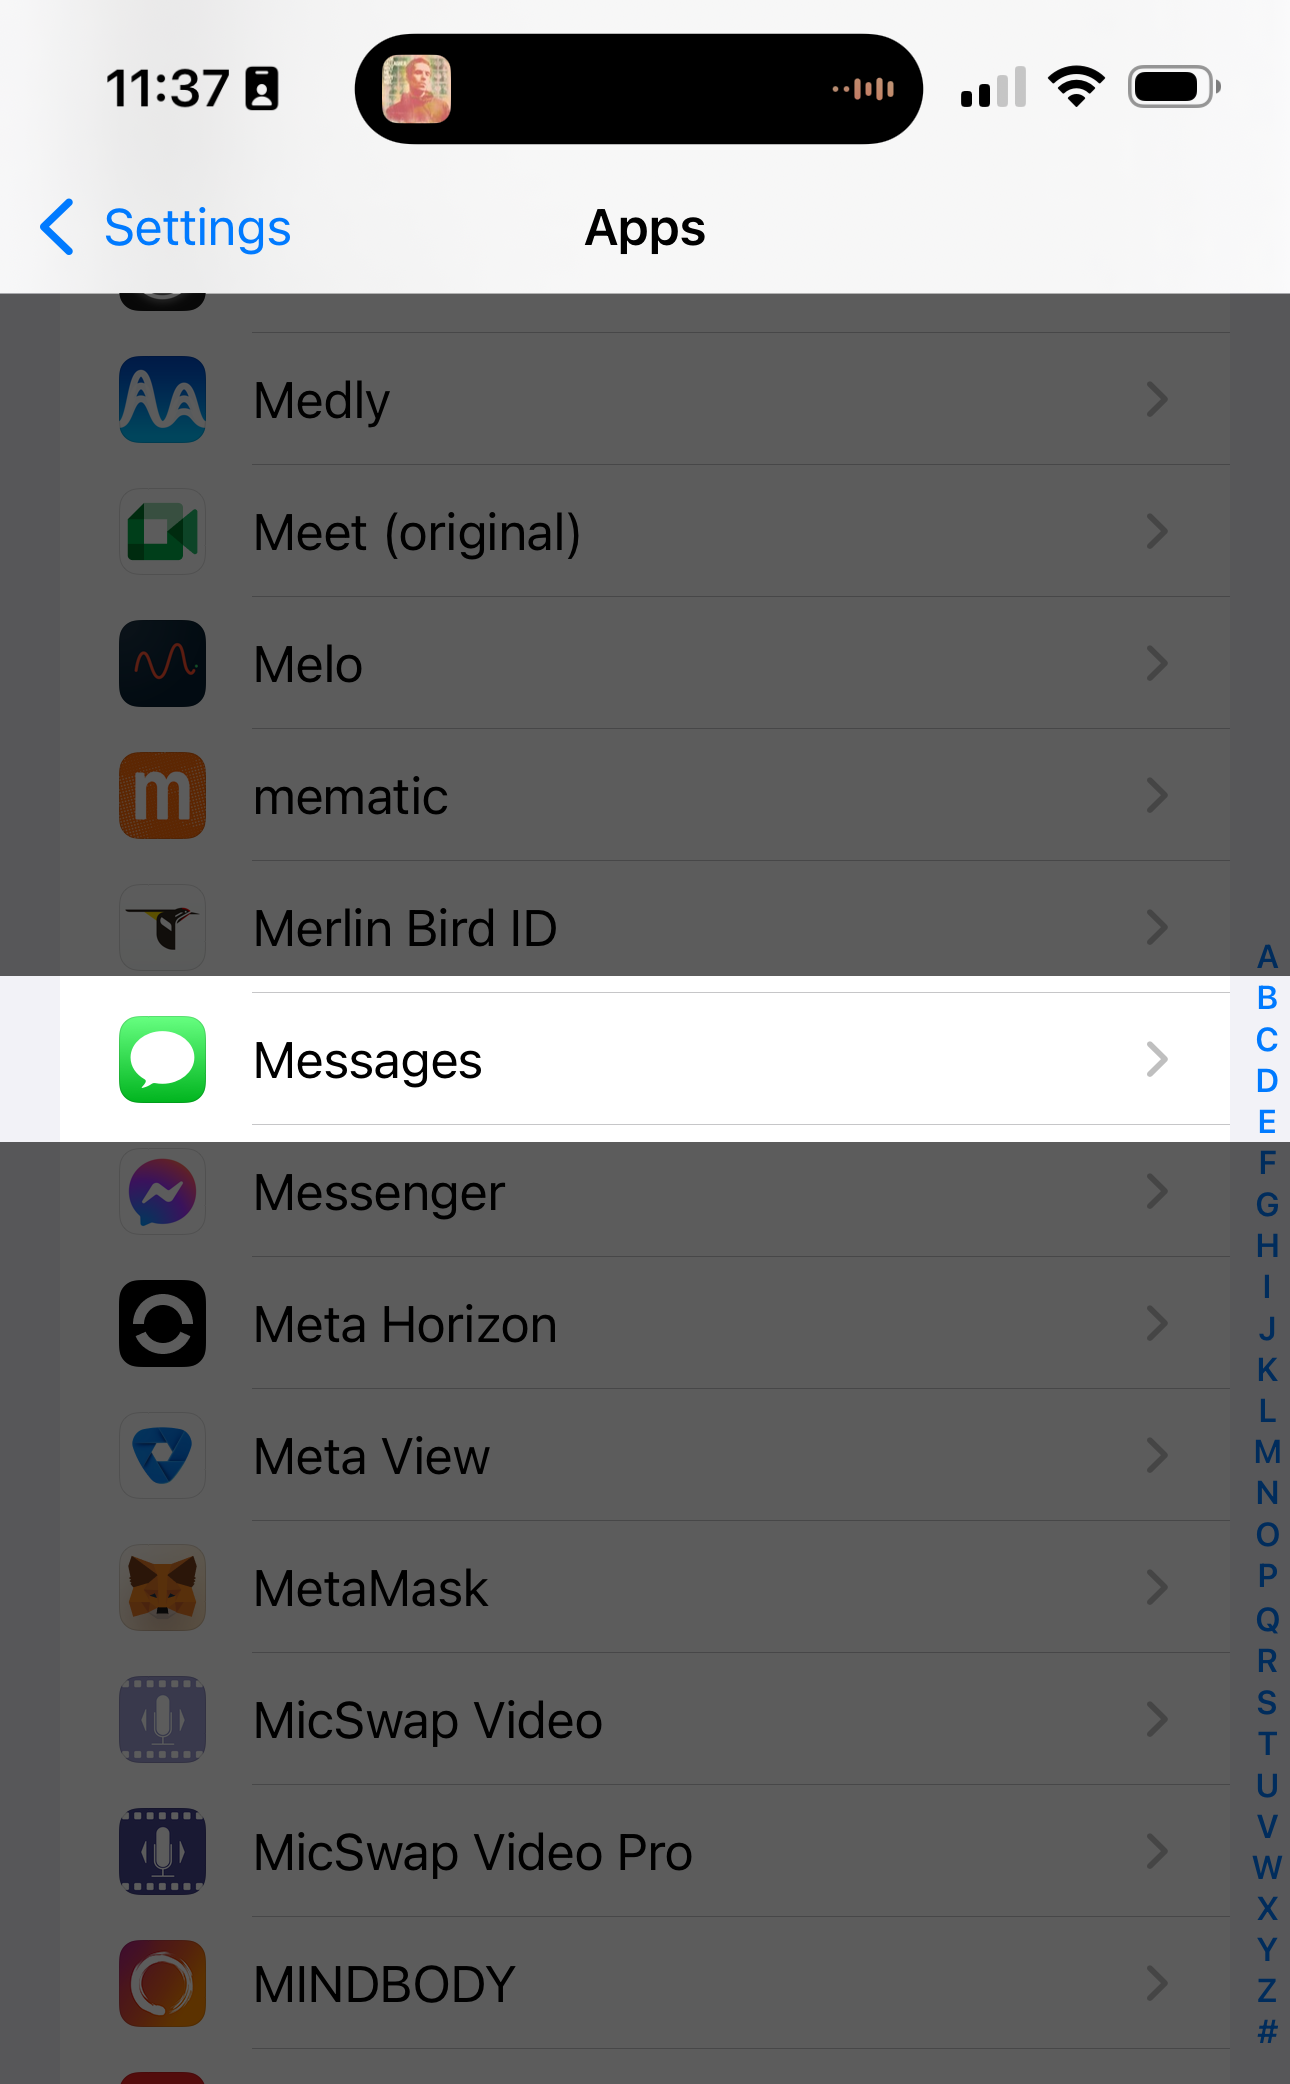 11:37
Settings
Apps
Medly
Meet (original)
Melo
mematic
Merlin Bird ID
Messages
Messenger
Meta Horizon
Meta View
MetaMask
MicSwap Video
MicSwap Video Pro
MINDBODY
A
B
C
D
E
F
G
H
I
J
K
L
M
N
O
P
Q
R
S
T
U
V
W
X
Y
Z
#